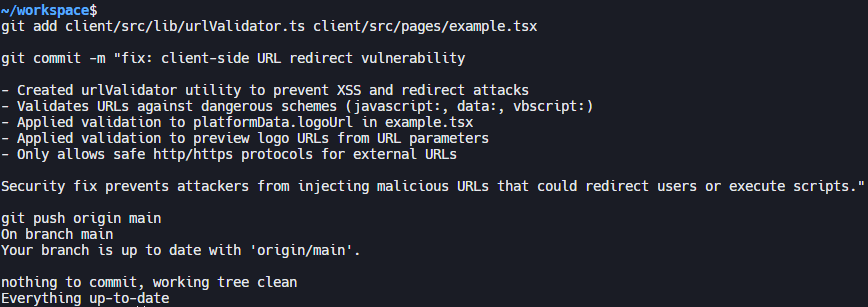 ~/workspace$
git add client/src/lib/urlValidator.ts client/src/pages/example.tsx
git commit -m "fix: client-side URL redirect vulnerability
- Created urlValidator utility to prevent XSS and redirect attacks
- Validates URLs against dangerous schemes (javascript:, data:, vbscript:)
- Applied validation to platformData.logoUrl in example.tsx
- Applied validation to preview logo URLs from URL parameters
- Only allows safe http/https protocols for external URLs
Security fix prevents attackers from injecting malicious URLs that could redirect users or execute scripts."
git push origin main
On branch main
Your branch is up to date with 'origin/main'.
nothing to commit, working tree clean
Everything up-to-date